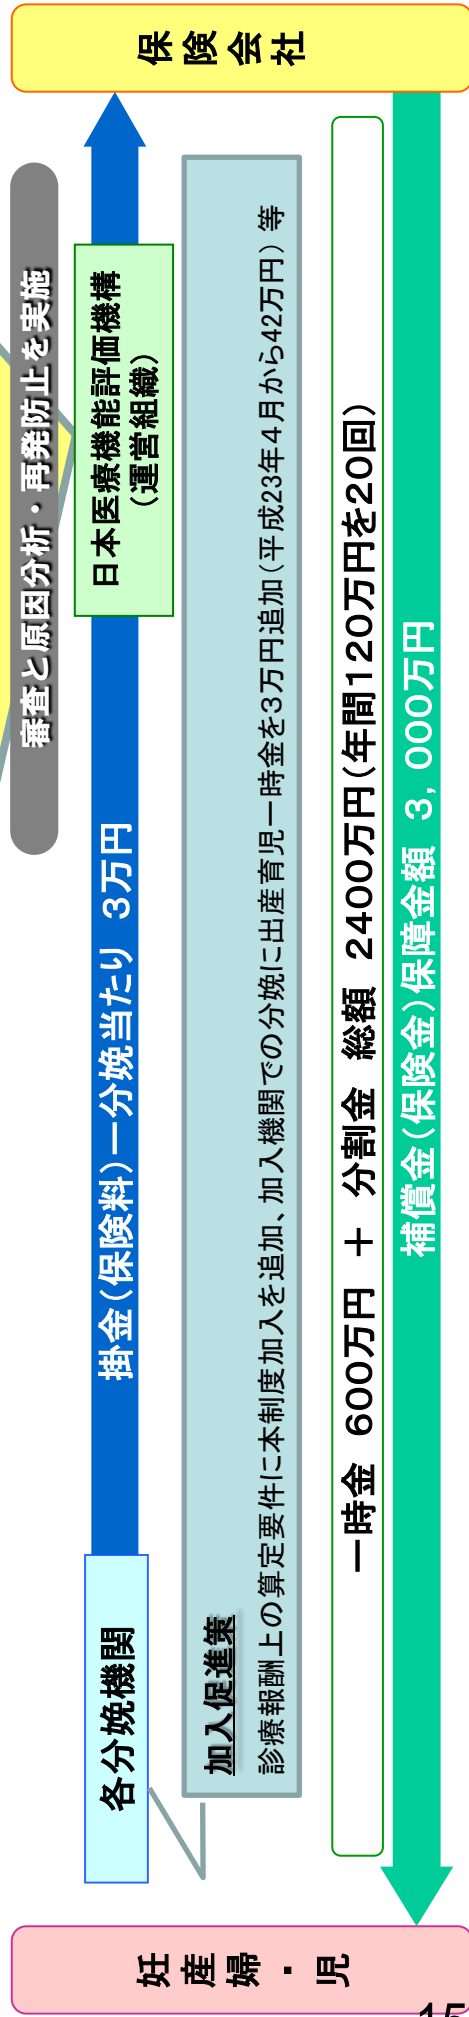 審査と原因分析・再発防止を実施
各分娩機関
掛金（保険料）一分娩当たり　3万円
日本医療機能評価機構
（運営組織）
保険会社
加入促進策
診療報酬上の算定要件に本制度加入を追加、加入機関での分娩に出産育児一時金を3万円追加（平成23年4月から42万円）等
一時金　600万円　＋　分割金　総額　2400万円（年間120万円を20回）
補償金（保険金）保障金額　3，000万円
妊産婦・児
15